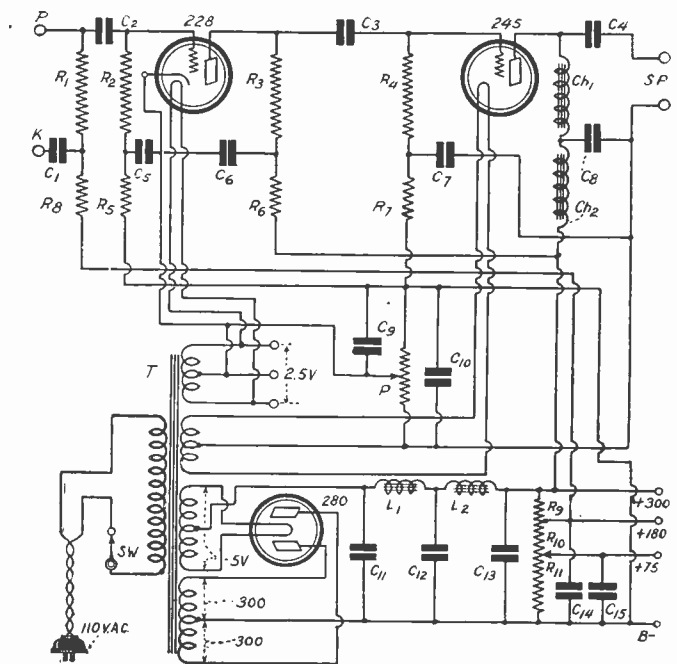 P C2 228 C3 245 C4
R1 R2 R3 R4 Ch1 SP
K C1 C5 C6 C7 C8
R8 R5 R6 R7 Ch2
C9
T 2.5V P C10
280 L1 L2 R9 +300
+180
SW 5V R10
C11 C12 C13 R11 +75
300 C14 C15
110V.A.C. 300 B-